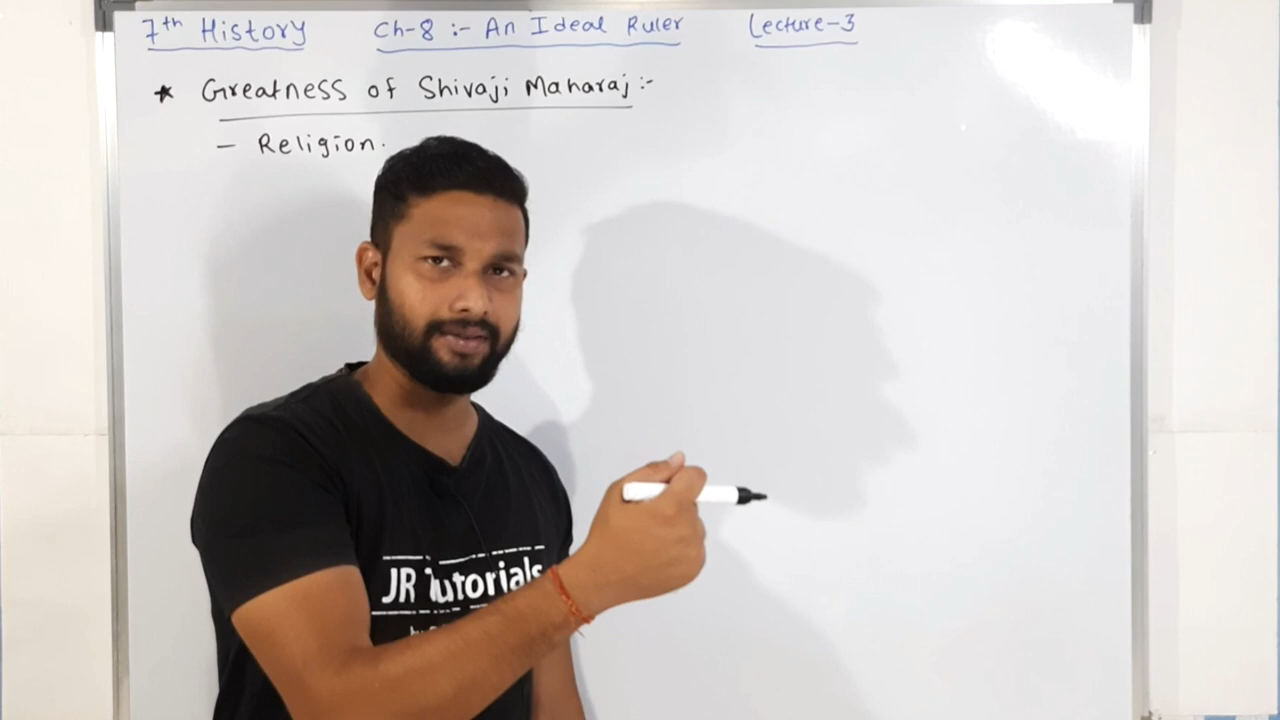 7th History Ch-8 :- An Ideal Ruler Lecture-3
* Greatness of Shivaji Maharaj :-
- Religion.
JR Tutorials